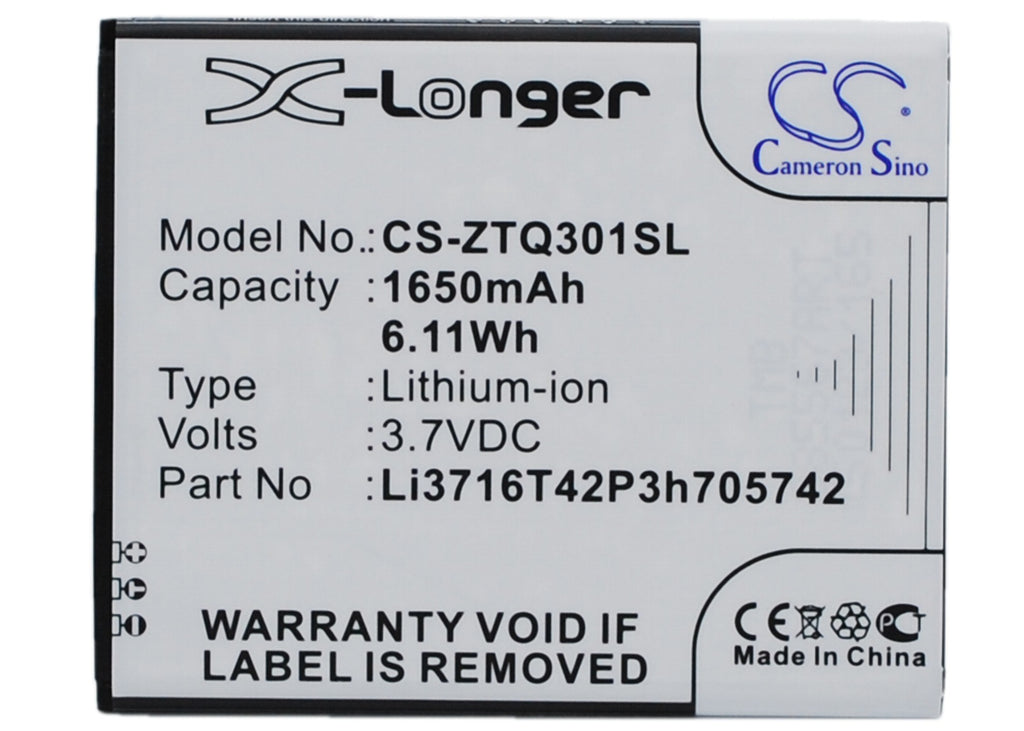 X-Longer
CS®
Cameron Sino
Model No.:CS-ZTQ301SL
Capacity :1650mAh
6.11Wh
Type :Lithium-ion
Volts :3.7VDC
Part No :Li3716T42P3h705742
WARRANTY VOID IF
LABEL IS REMOVED
CE
Made In China